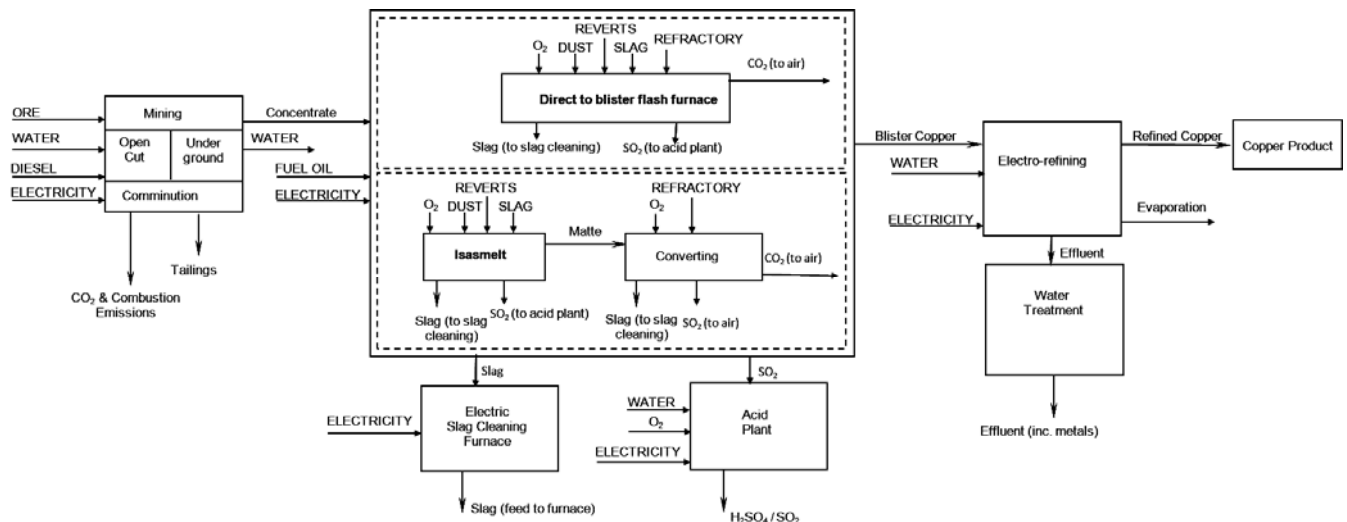 REVERTS
O2
DUST
SLAG
REFRACTORY
CO2 (to air)
Direct to blister flash furnace
Slag (to slag cleaning)
SO2 (to acid plant)
ORE
WATER
DIESEL
ELECTRICITY
Mining
Open
Cut
Under
ground
Comminution
Concentrate
WATER
FUEL OIL
ELECTRICITY
Tailings
CO2 & Combustion
Emissions
REVERTS
O2
DUST
SLAG
Isasmelt
Matte
REFRACTORY
O2
Converting
CO2 (to air)
Slag (to slag
cleaning)
SO2 (to acid plant)
Slag (to slag
cleaning)
SO2 (to air)
Blister Copper
WATER
ELECTRICITY
Electro-refining
Refined Copper
Copper Product
Evaporation
Effluent
Water
Treatment
Effluent (inc. metals)
Slag
ELECTRICITY
Electric
Slag Cleaning
Furnace
Slag (feed to furnace)
SO2
WATER
O2
ELECTRICITY
Acid
Plant
H2SO4 / SO2